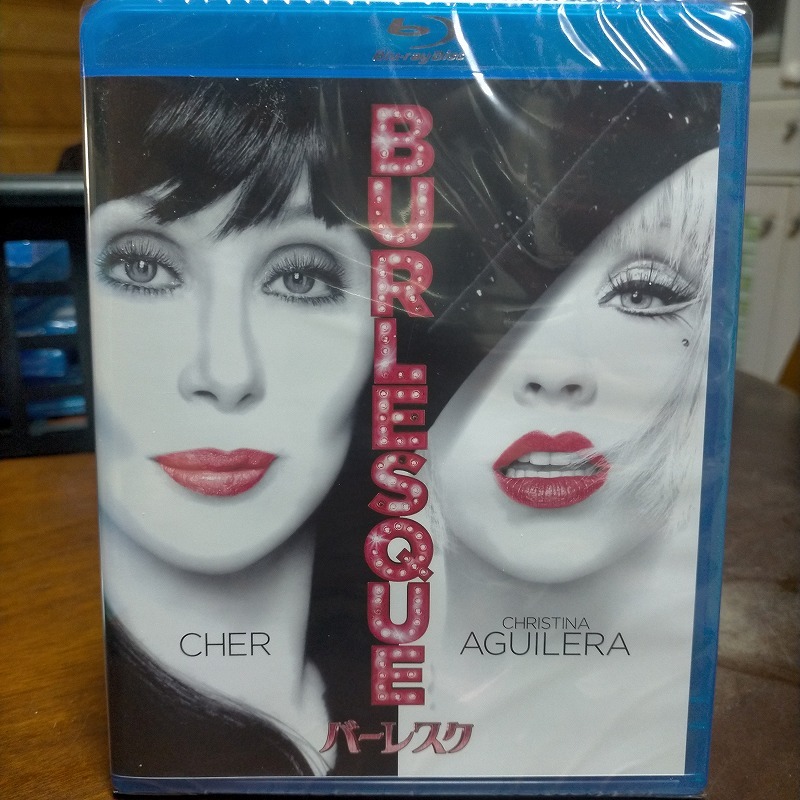 Blu-ray Disc
BURLESQUE
CHER
CHRISTINA
AGUILERA
バーレスク